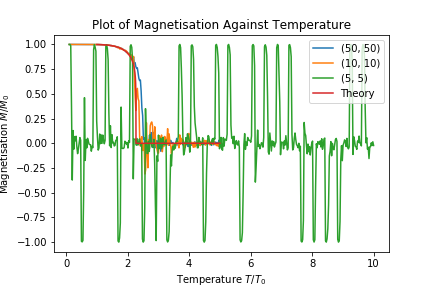 Plot of Magnetisation Against Temperature
1.00
0.75
0.50
0.25
0.00
−0.25
−0.50
−0.75
−1.00
Magnetisation M/M₀
(50, 50)
(10, 10)
(5, 5)
Theory
0 2 4 6 8 10
Temperature T/T₀